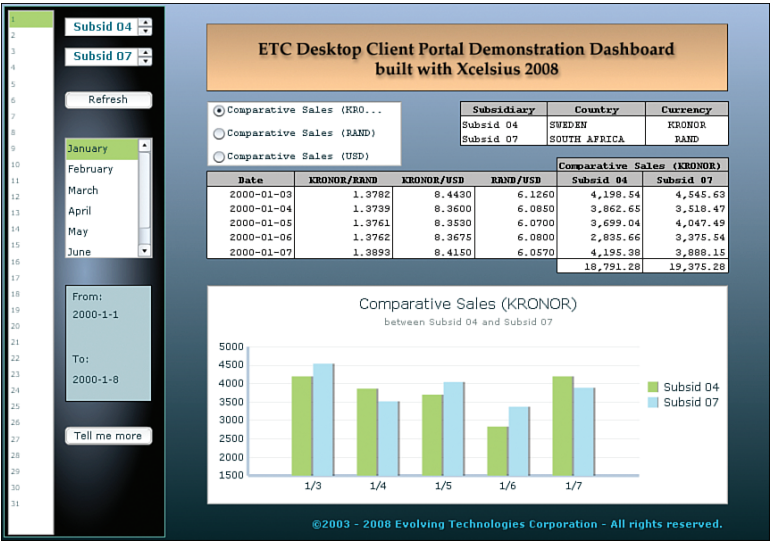 1
2
3
4
5
6
7
8
9
10
11
12
13
14
15
16
17
18
19
20
21
22
23
24
25
26
27
28
29
30
31
Subsid 04
Subsid 07
Refresh
January
February
March
April
May
June
From:
2000-1-1
To:
2000-1-8
Tell me more
ETC Desktop Client Portal Demonstration Dashboard
built with Xcelsius 2008
Comparative Sales (KRO...
Comparative Sales (RAND)
Comparative Sales (USD)
Subsidiary Country Currency
Subsid 04 SWEDEN KRONOR
Subsid 07 SOUTH AFRICA RAND
Comparative Sales (KRONOR)
Date KRONOR/RAND KRONOR/USD RAND/USD Subsid 04 Subsid 07
2000-01-03 1.3782 8.4430 6.1260 4,198.54 4,545.63
2000-01-04 1.3739 8.3600 6.0850 3,862.65 3,518.47
2000-01-05 1.3761 8.3530 6.0700 3,699.04 4,047.49
2000-01-06 1.3762 8.3675 6.0800 2,835.66 3,375.54
2000-01-07 1.3893 8.4150 6.0570 4,195.38 3,888.15
18,791.28 19,375.28
Comparative Sales (KRONOR)
between Subsid 04 and Subsid 07
5000
4500
4000
3500
3000
2500
2000
1500
1/3 1/4 1/5 1/6 1/7
Subsid 04
Subsid 07
©2003 - 2008 Evolving Technologies Corporation - All rights reserved.